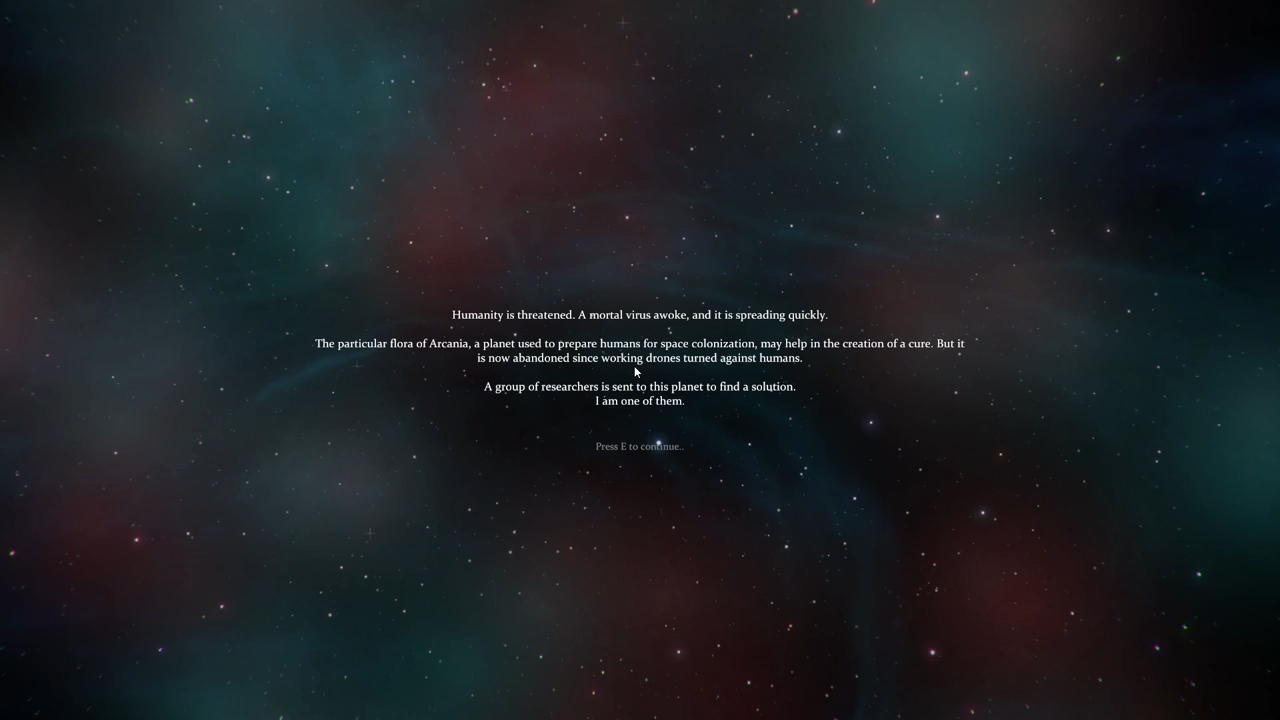 Humanity is threatened. A mortal virus awoke, and it is spreading quickly.
The particular flora of Arcania, a planet used to prepare humans for space colonization, may help in the creation of a cure. But it
is now abandoned since working drones turned against humans.
A group of researchers is sent to this planet to find a solution.
I am one of them.
Press E to continue..